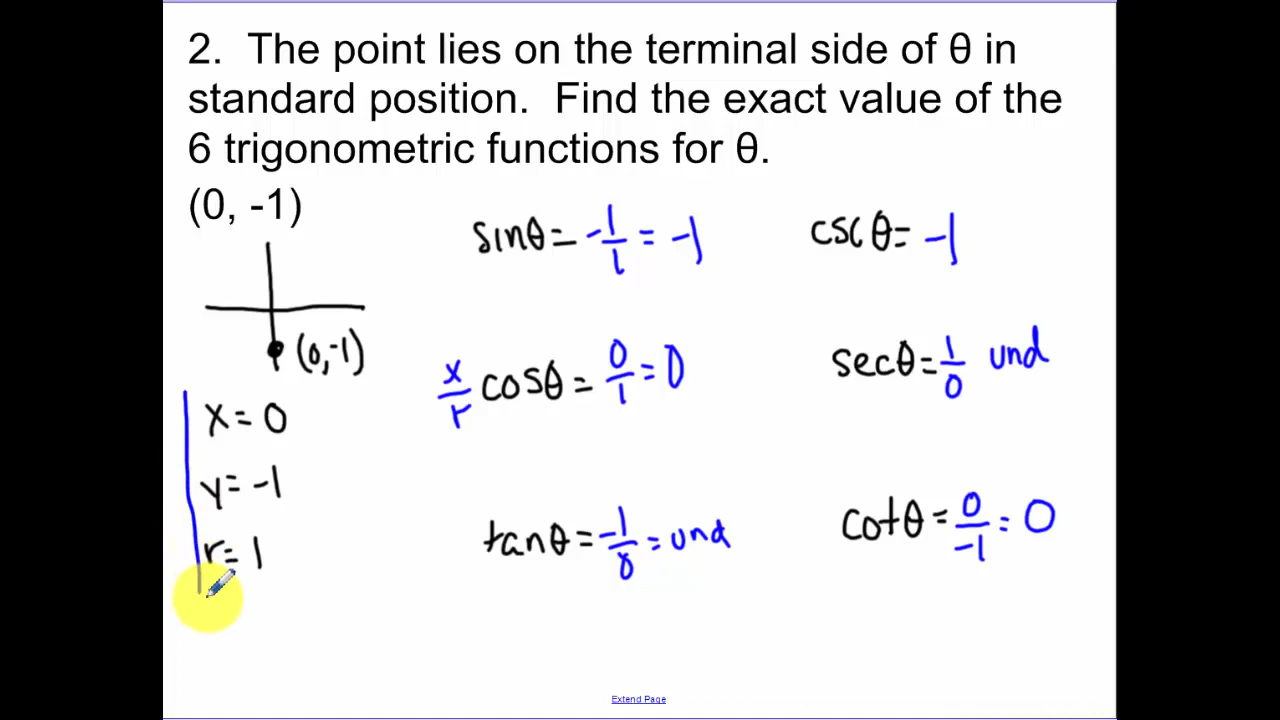 2. The point lies on the terminal side of θ in
standard position. Find the exact value of the
6 trigonometric functions for θ.
(0, -1)
sinθ = -1/1 = -1
cscθ = -1
(0,-1)
x/r cosθ = 0/1 = 0
secθ = 1/0 und
x = 0
y = -1
r = 1
tanθ = -1/0 = und
cotθ = 0/-1 = 0
Extend Page